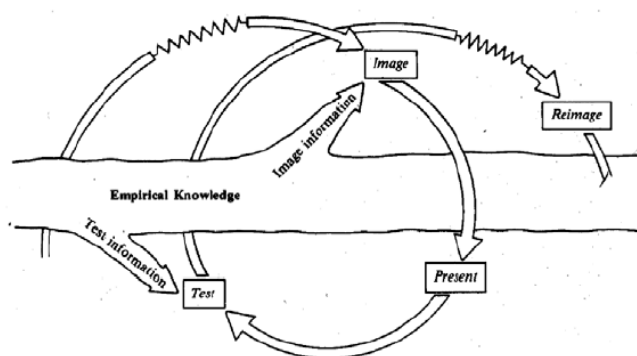 Image
Reimage
Image information
Empirical Knowledge
Test information
Test
Present